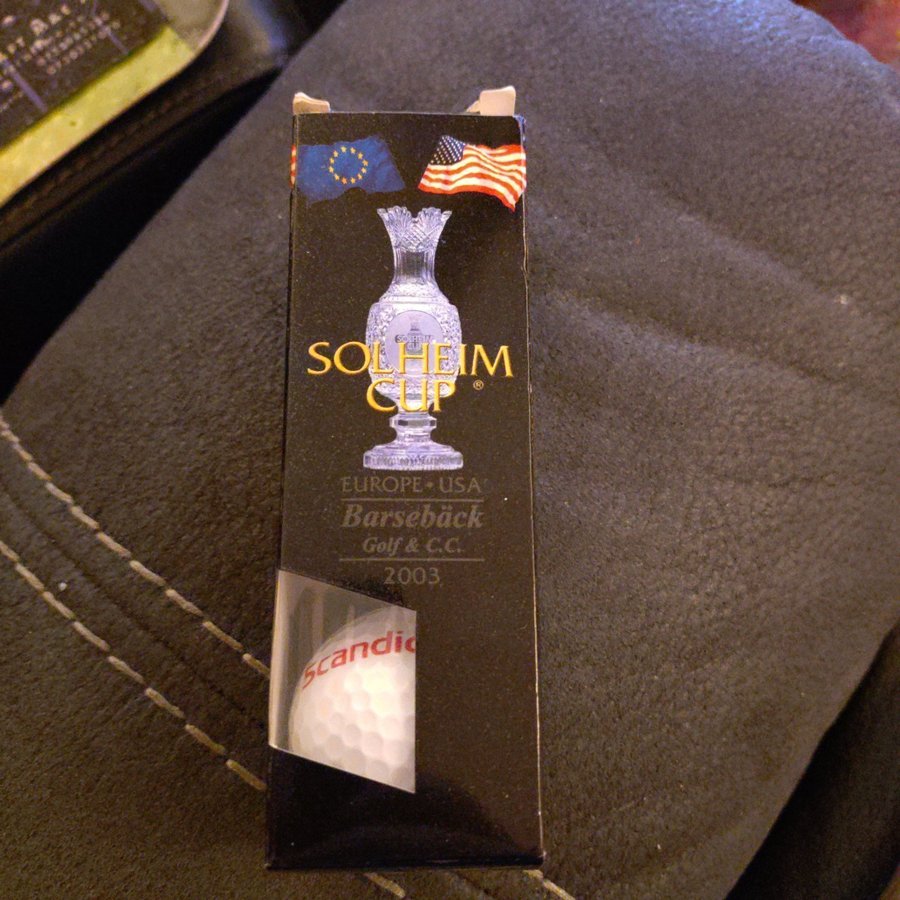 SOLHEIM
CUP ®
EUROPE • USA
Barsebäck
Golf & C.C.
2003
Scandic